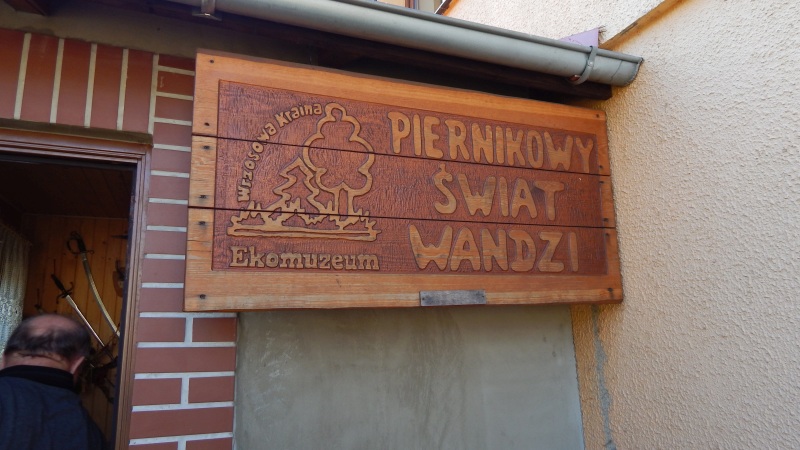 Wrzosowa Kraina
Ekomuzeum
PIERNIKOWY
ŚWIAT
WANDZI